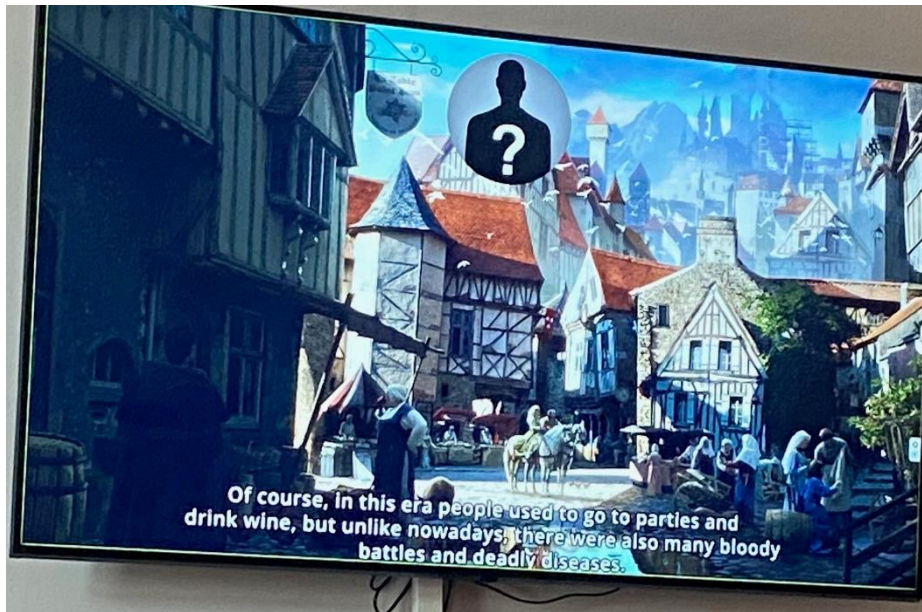 ?
Of course, in this era people used to go to parties and
drink wine, but unlike nowadays, there were also many bloody
battles and deadly diseases.